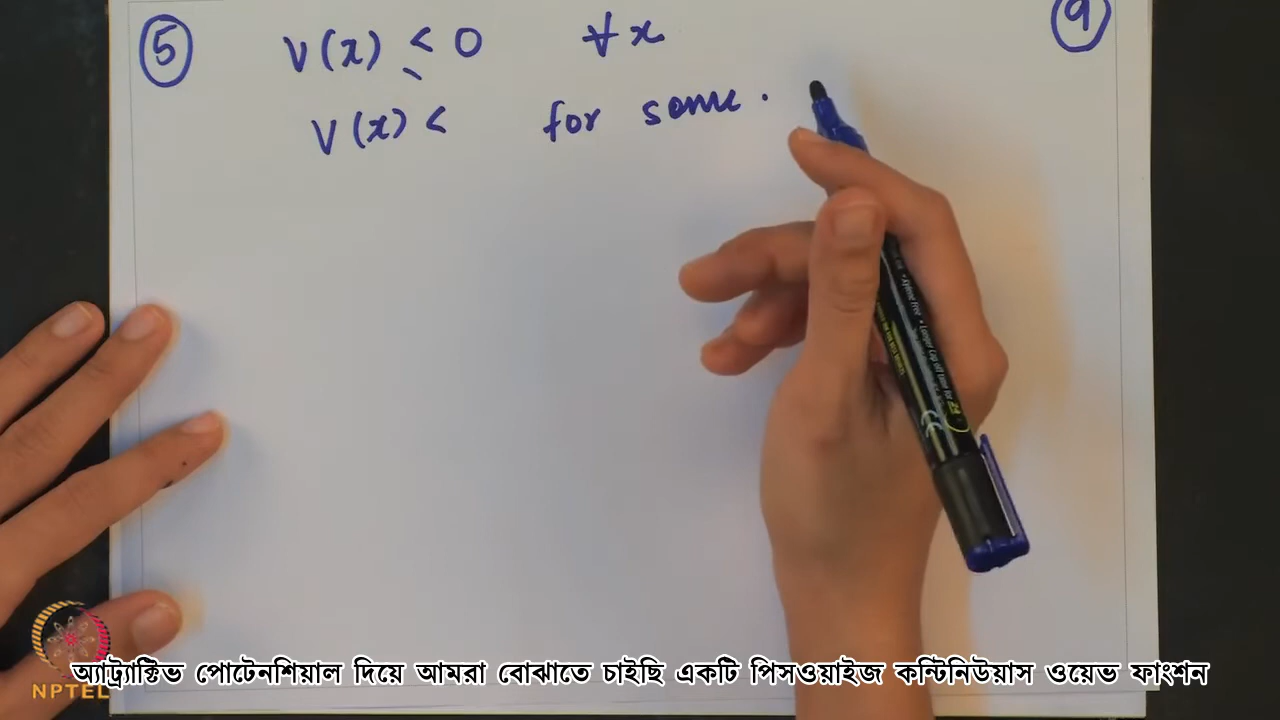 ⑤ V(x) ≤ 0 ∀x ⑨
V(x) < for some .
অ্যাট্র্যাক্টিভ পোটেনশিয়াল দিয়ে আমরা বোঝাতে চাইছি একটি পিসওয়াইজ কন্টিনিউয়াস ওয়েভ ফাংশন
NPTEL